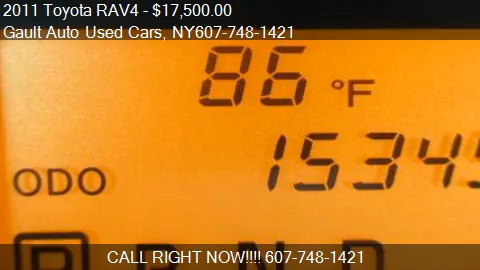 2011 Toyota RAV4 - $17,500.00
Gault Auto Used Cars, NY607-748-1421
86 °F
ODO 15345
P R N D
CALL RIGHT NOW!!!! 607-748-1421